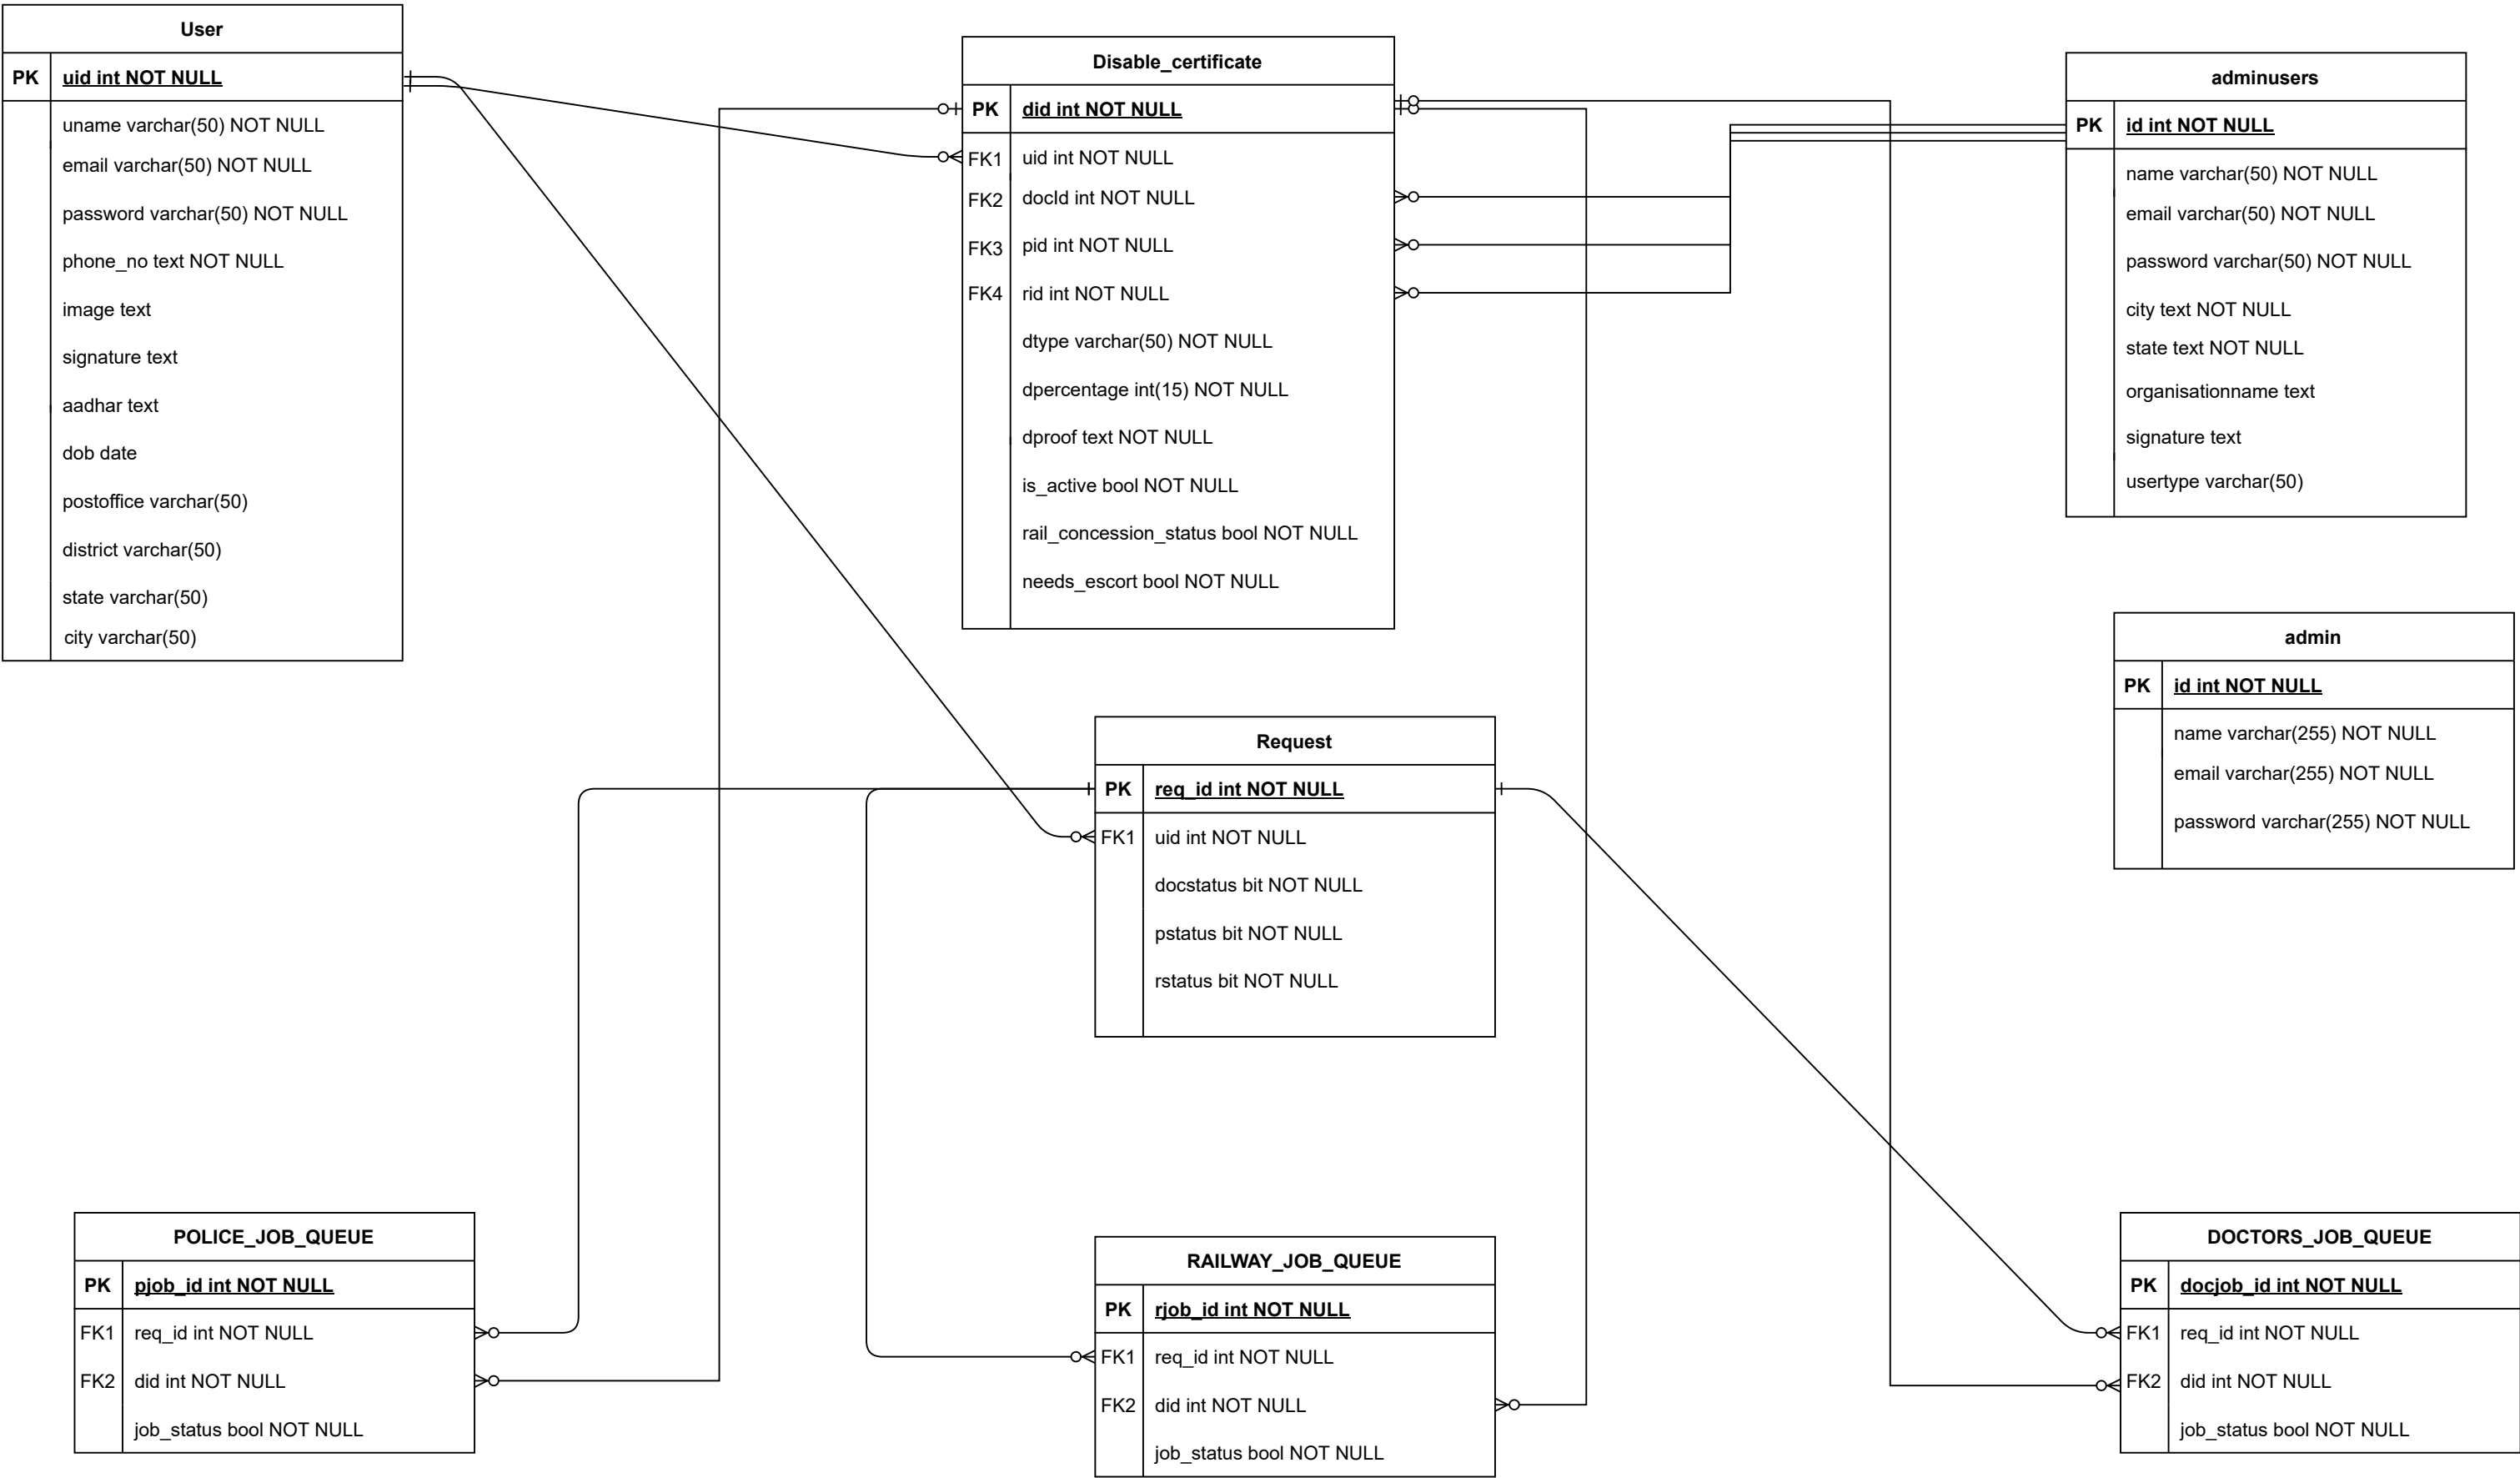 User
PK uid int NOT NULL
uname varchar(50) NOT NULL
email varchar(50) NOT NULL
password varchar(50) NOT NULL
phone_no text NOT NULL
image text
signature text
aadhar text
dob date
postoffice varchar(50)
district varchar(50)
state varchar(50)
city varchar(50)
Disable_certificate
PK did int NOT NULL
FK1 uid int NOT NULL
FK2 docId int NOT NULL
FK3 pid int NOT NULL
FK4 rid int NOT NULL
dtype varchar(50) NOT NULL
dpercentage int(15) NOT NULL
dproof text NOT NULL
is_active bool NOT NULL
rail_concession_status bool NOT NULL
needs_escort bool NOT NULL
adminusers
PK id int NOT NULL
name varchar(50) NOT NULL
email varchar(50) NOT NULL
password varchar(50) NOT NULL
city text NOT NULL
state text NOT NULL
organisationname text
signature text
usertype varchar(50)
admin
PK id int NOT NULL
name varchar(255) NOT NULL
email varchar(255) NOT NULL
password varchar(255) NOT NULL
Request
PK req_id int NOT NULL
FK1 uid int NOT NULL
docstatus bit NOT NULL
pstatus bit NOT NULL
rstatus bit NOT NULL
POLICE_JOB_QUEUE
PK pjob_id int NOT NULL
FK1 req_id int NOT NULL
FK2 did int NOT NULL
job_status bool NOT NULL
RAILWAY_JOB_QUEUE
PK rjob_id int NOT NULL
FK1 req_id int NOT NULL
FK2 did int NOT NULL
job_status bool NOT NULL
DOCTORS_JOB_QUEUE
PK docjob_id int NOT NULL
FK1 req_id int NOT NULL
FK2 did int NOT NULL
job_status bool NOT NULL